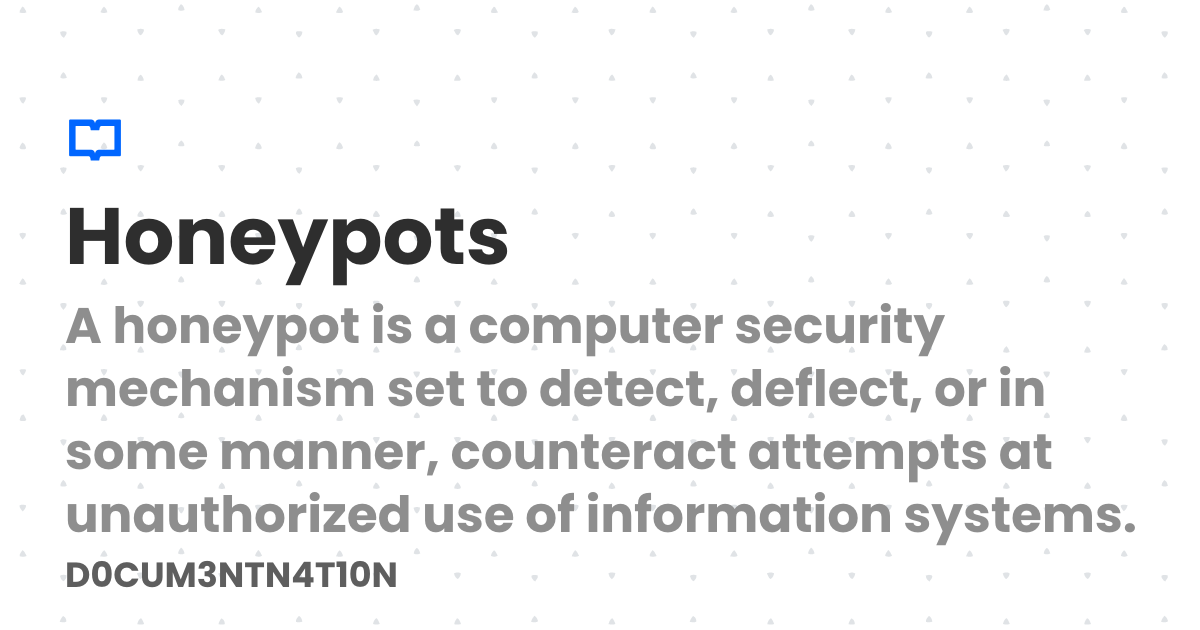 Honeypots
A honeypot is a computer security
mechanism set to detect, deflect, or in
some manner, counteract attempts at
unauthorized use of information systems.
D0CUM3NTN4T10N